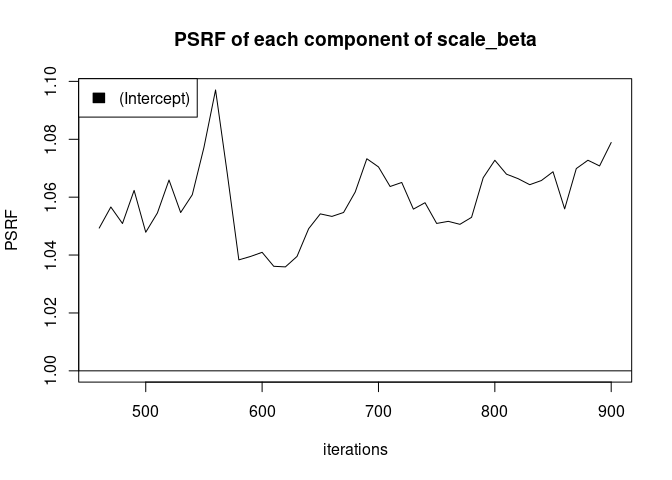 PSRF of each component of scale_beta
(Intercept)
PSRF
1.10
1.08
1.06
1.04
1.02
1.00
500 600 700 800 900
iterations